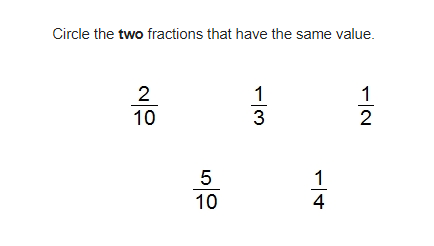 Circle the two fractions that have the same value.
2/10 1/3 1/2
5/10 1/4